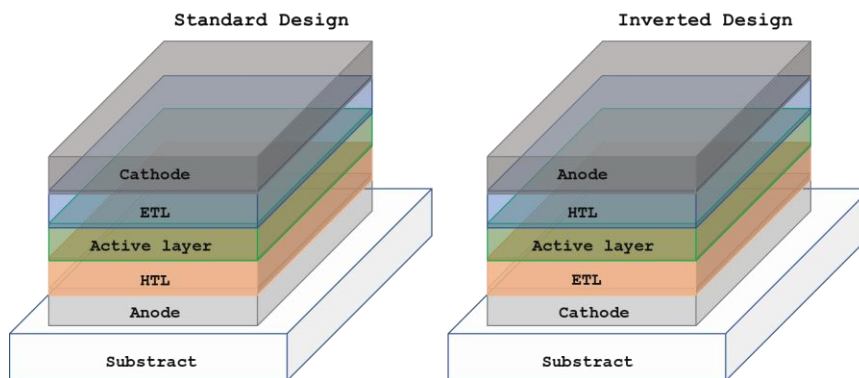 Standard Design
Cathode
ETL
Active layer
HTL
Anode
Substract
Inverted Design
Anode
HTL
Active layer
ETL
Cathode
Substract